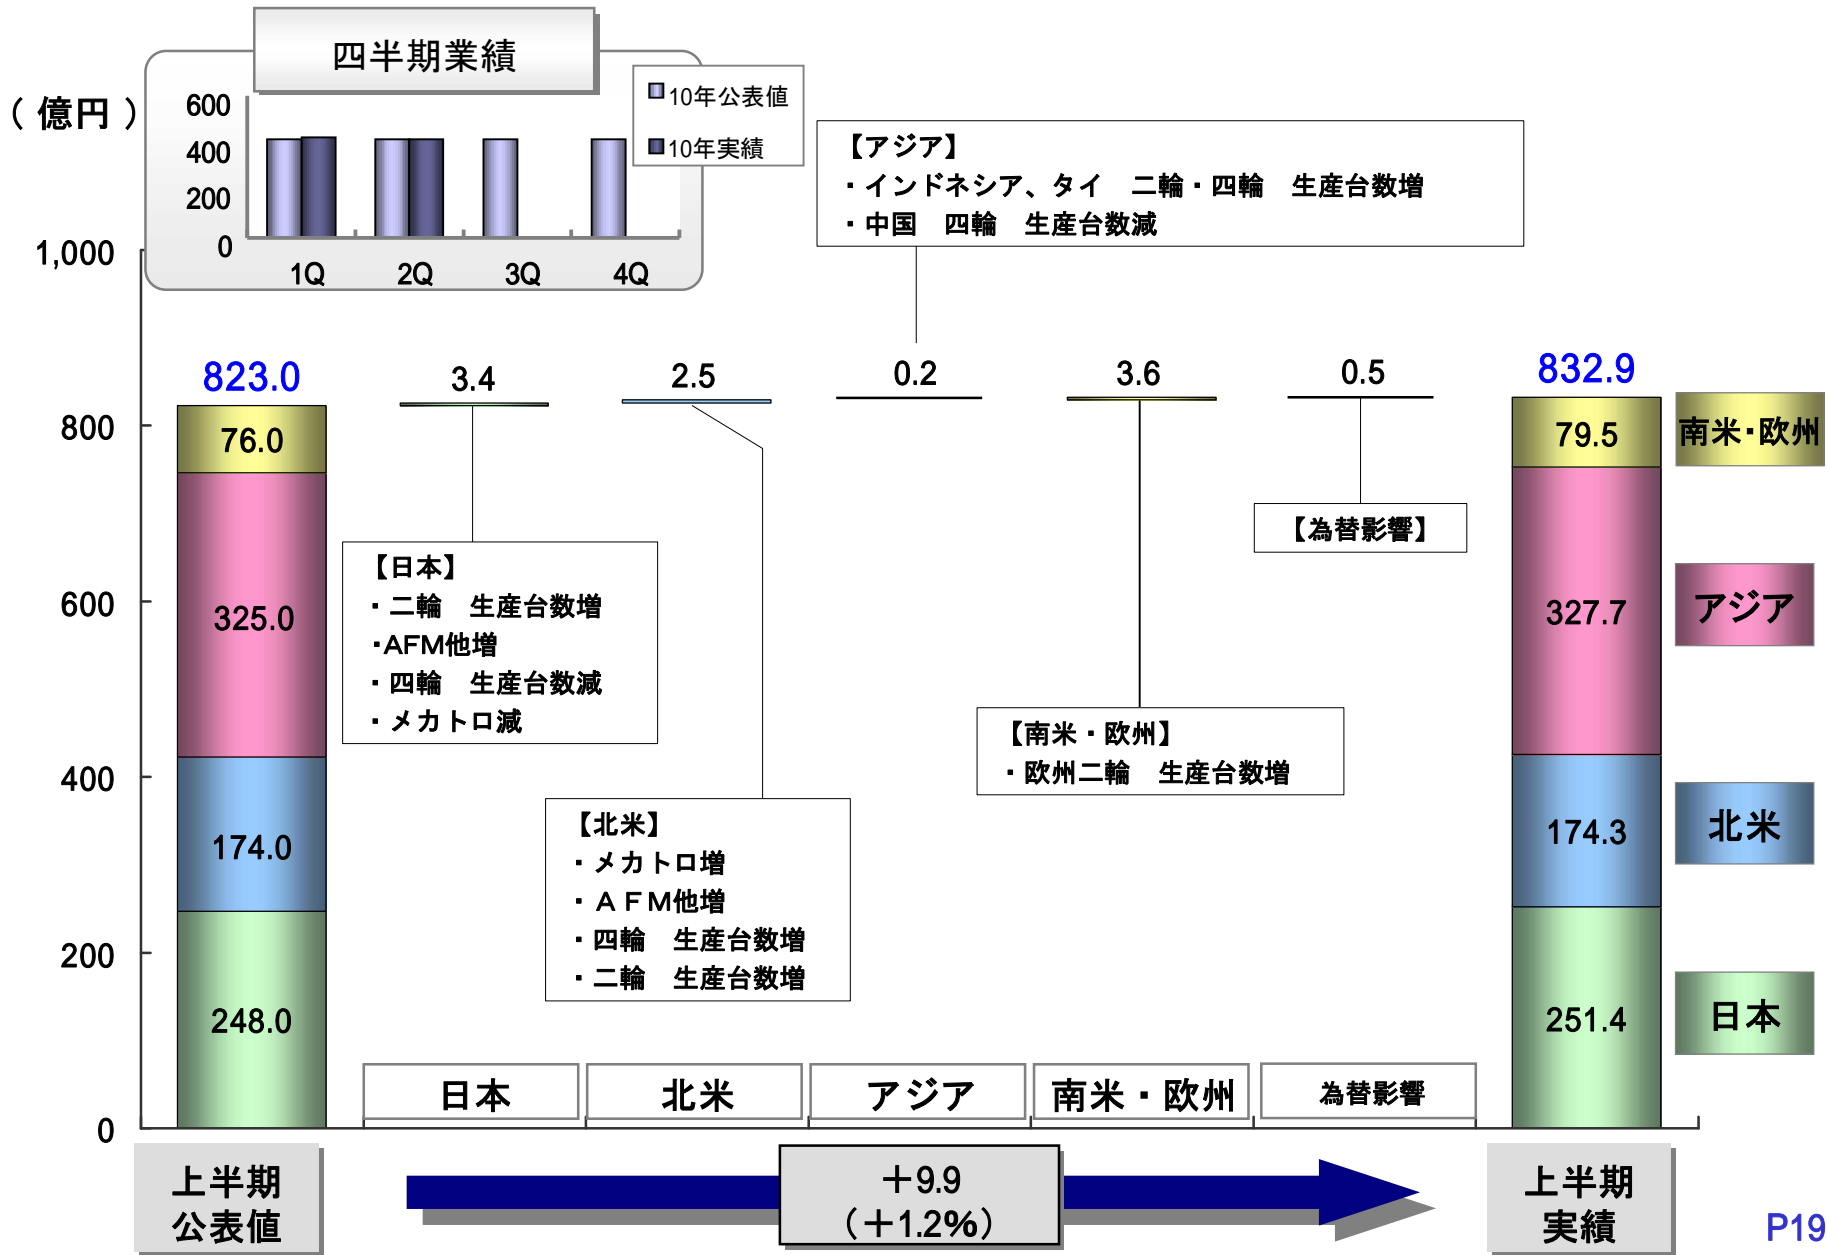 四半期業績
（億円）
600
400
200
0
1Q
2Q
3Q
4Q
10年公表値
10年実績
【アジア】
・インドネシア、タイ　二輪・四輪　生産台数増
・中国　四輪　生産台数減
1,000
800
600
400
200
0
823.0
76.0
325.0
174.0
248.0
3.4
2.5
0.2
3.6
0.5
832.9
79.5
327.7
174.3
251.4
南米・欧州
アジア
北米
日本
【日本】
・二輪　生産台数増
・AFM他増
・四輪　生産台数減
・メカトロ減
【北米】
・メカトロ増
・ＡＦＭ他増
・四輪　生産台数増
・二輪　生産台数増
【南米・欧州】
・欧州二輪　生産台数増
【為替影響】
日本
北米
アジア
南米・欧州
為替影響
上半期
公表値
＋9.9
（＋1.2%）
上半期
実績
P19